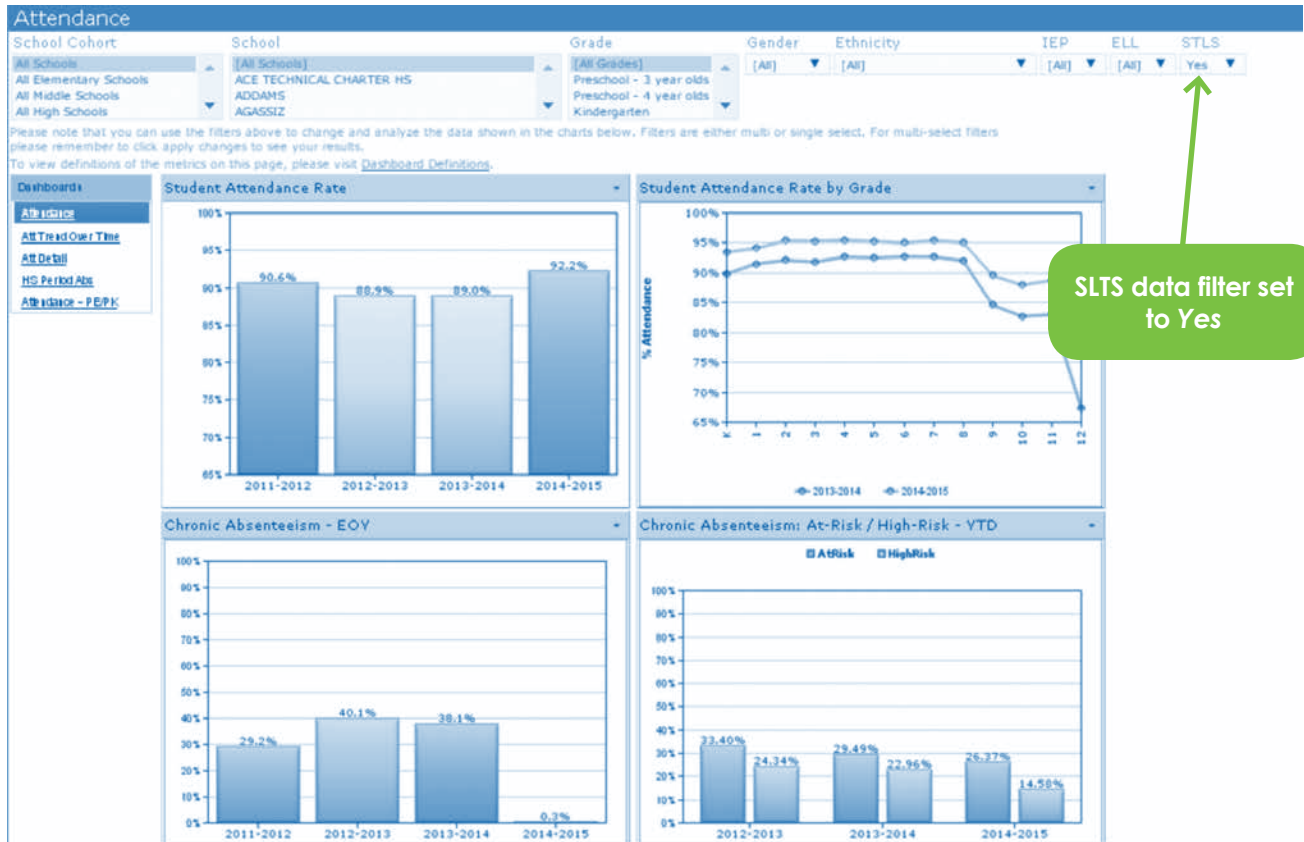 Attendance
School Cohort School Grade Gender Ethnicity IEP ELL STLS
All Schools [All Schools] [All Grades] [All] [All] [All] [All] Yes
All Elementary Schools ACE TECHNICAL CHARTER HS Preschool - 3 year olds
All Middle Schools ADDAMS Preschool - 4 year olds
All High Schools AGASSIZ Kindergarten
Please note that you can use the filters above to change and analyze the data shown in the charts below. Filters are either multi or single select. For multi-select filters
please remember to click apply changes to see your results.
To view definitions of the metrics on this page, please visit Dashboard Definitions.
Dashboards
Attendance
Att Trend Over Time
Att Detail
HS Period Abs
Attendance - PE/PK
Student Attendance Rate
100%
95%
90%
85%
80%
75%
70%
65%
90.6%
88.9%
89.0%
92.2%
2011-2012 2012-2013 2013-2014 2014-2015
Student Attendance Rate by Grade
% Attendance
100%
95%
90%
85%
80%
75%
70%
65%
K 1 2 3 4 5 6 7 8 9 10 11 12
2013-2014 2014-2015
SLTS data filter set
to Yes
Chronic Absenteeism - EOY
100%
90%
80%
70%
60%
50%
40%
30%
20%
10%
0%
29.2%
40.1%
38.1%
0.3%
2011-2012 2012-2013 2013-2014 2014-2015
Chronic Absenteeism: At-Risk / High-Risk - YTD
AtRisk HighRisk
100%
90%
80%
70%
60%
50%
40%
30%
20%
10%
0%
33.40%
24.34%
29.49%
22.96%
26.37%
14.58%
2012-2013 2013-2014 2014-2015